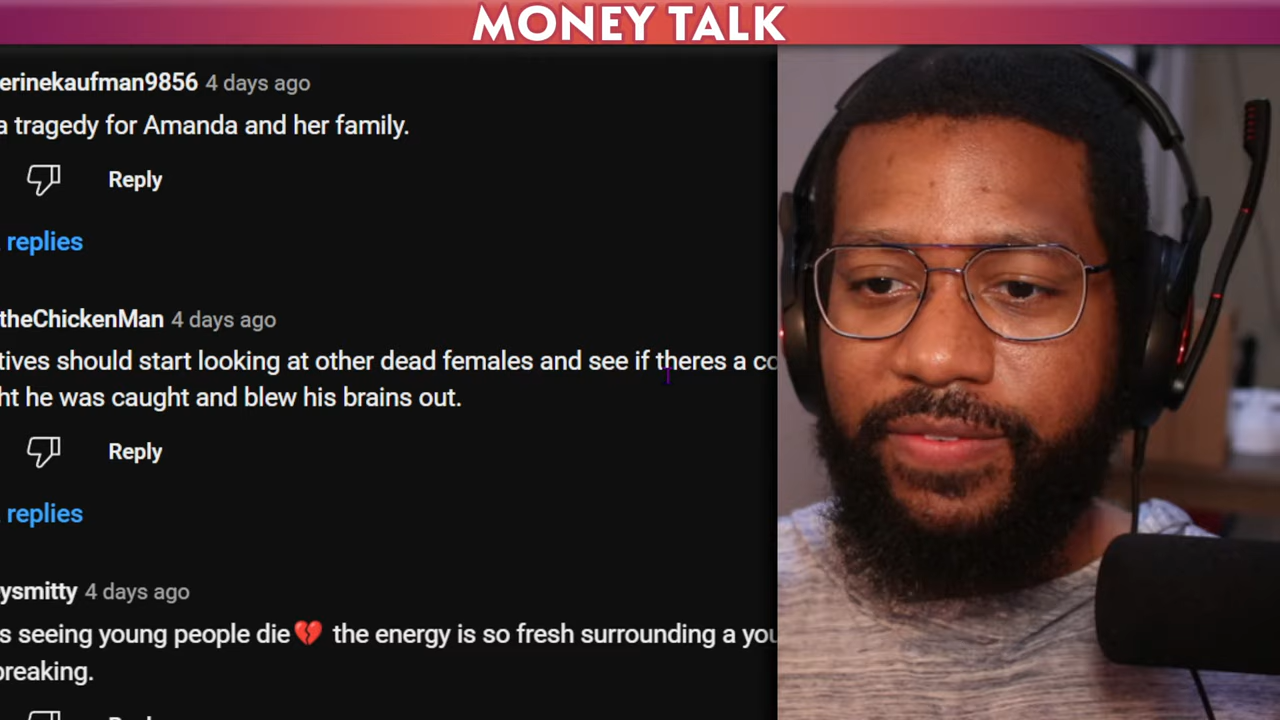 MONEY TALK
erinekaufman9856 4 days ago
a tragedy for Amanda and her family.
Reply
replies
theChickenMan 4 days ago
tives should start looking at other dead females and see if theres a co
ht he was caught and blew his brains out.
Reply
replies
ysmitty 4 days ago
s seeing young people die💔 the energy is so fresh surrounding a you
breaking.
Reply